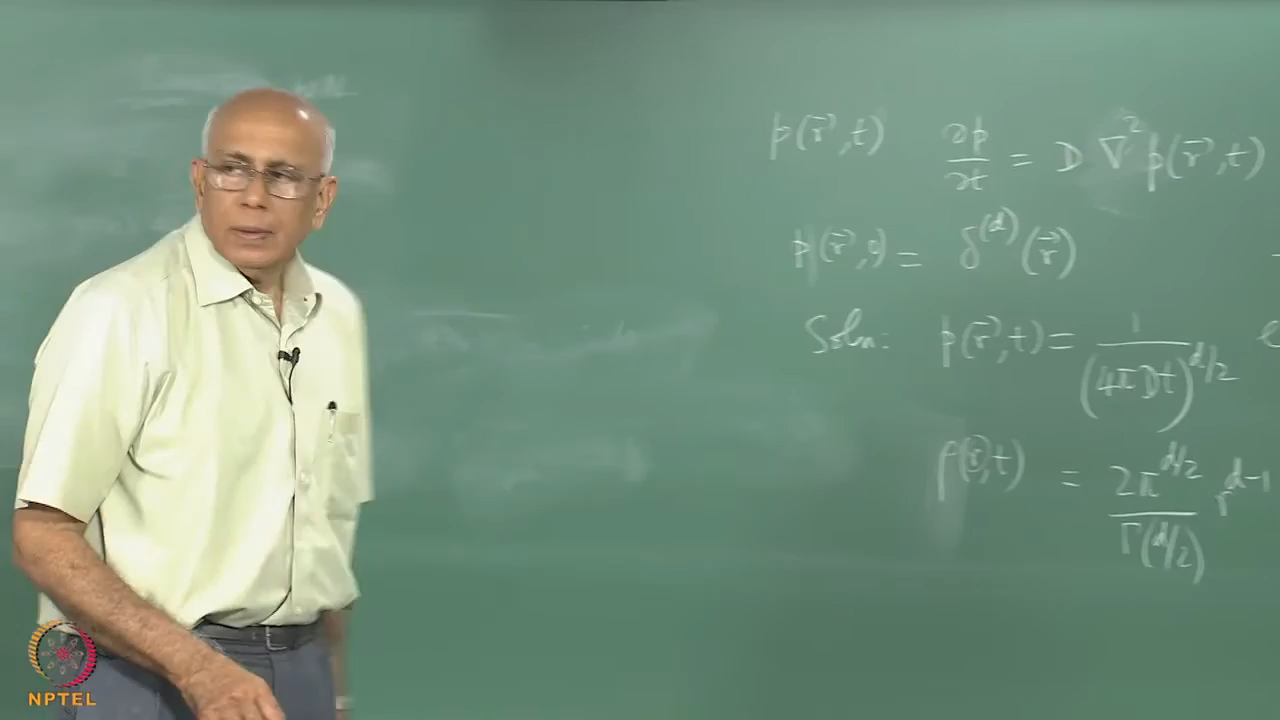 p(r⃗,t) ∂p/∂t = D ∇² p(r⃗,t)
p(r⃗,0) = δ^(d)(r⃗)
Soln: p(r⃗,t) = 1/(4πDt)^{d/2} e
ρ(r,t) = 2π^{d/2}/Γ(d/2) r^{d-1}
NPTEL